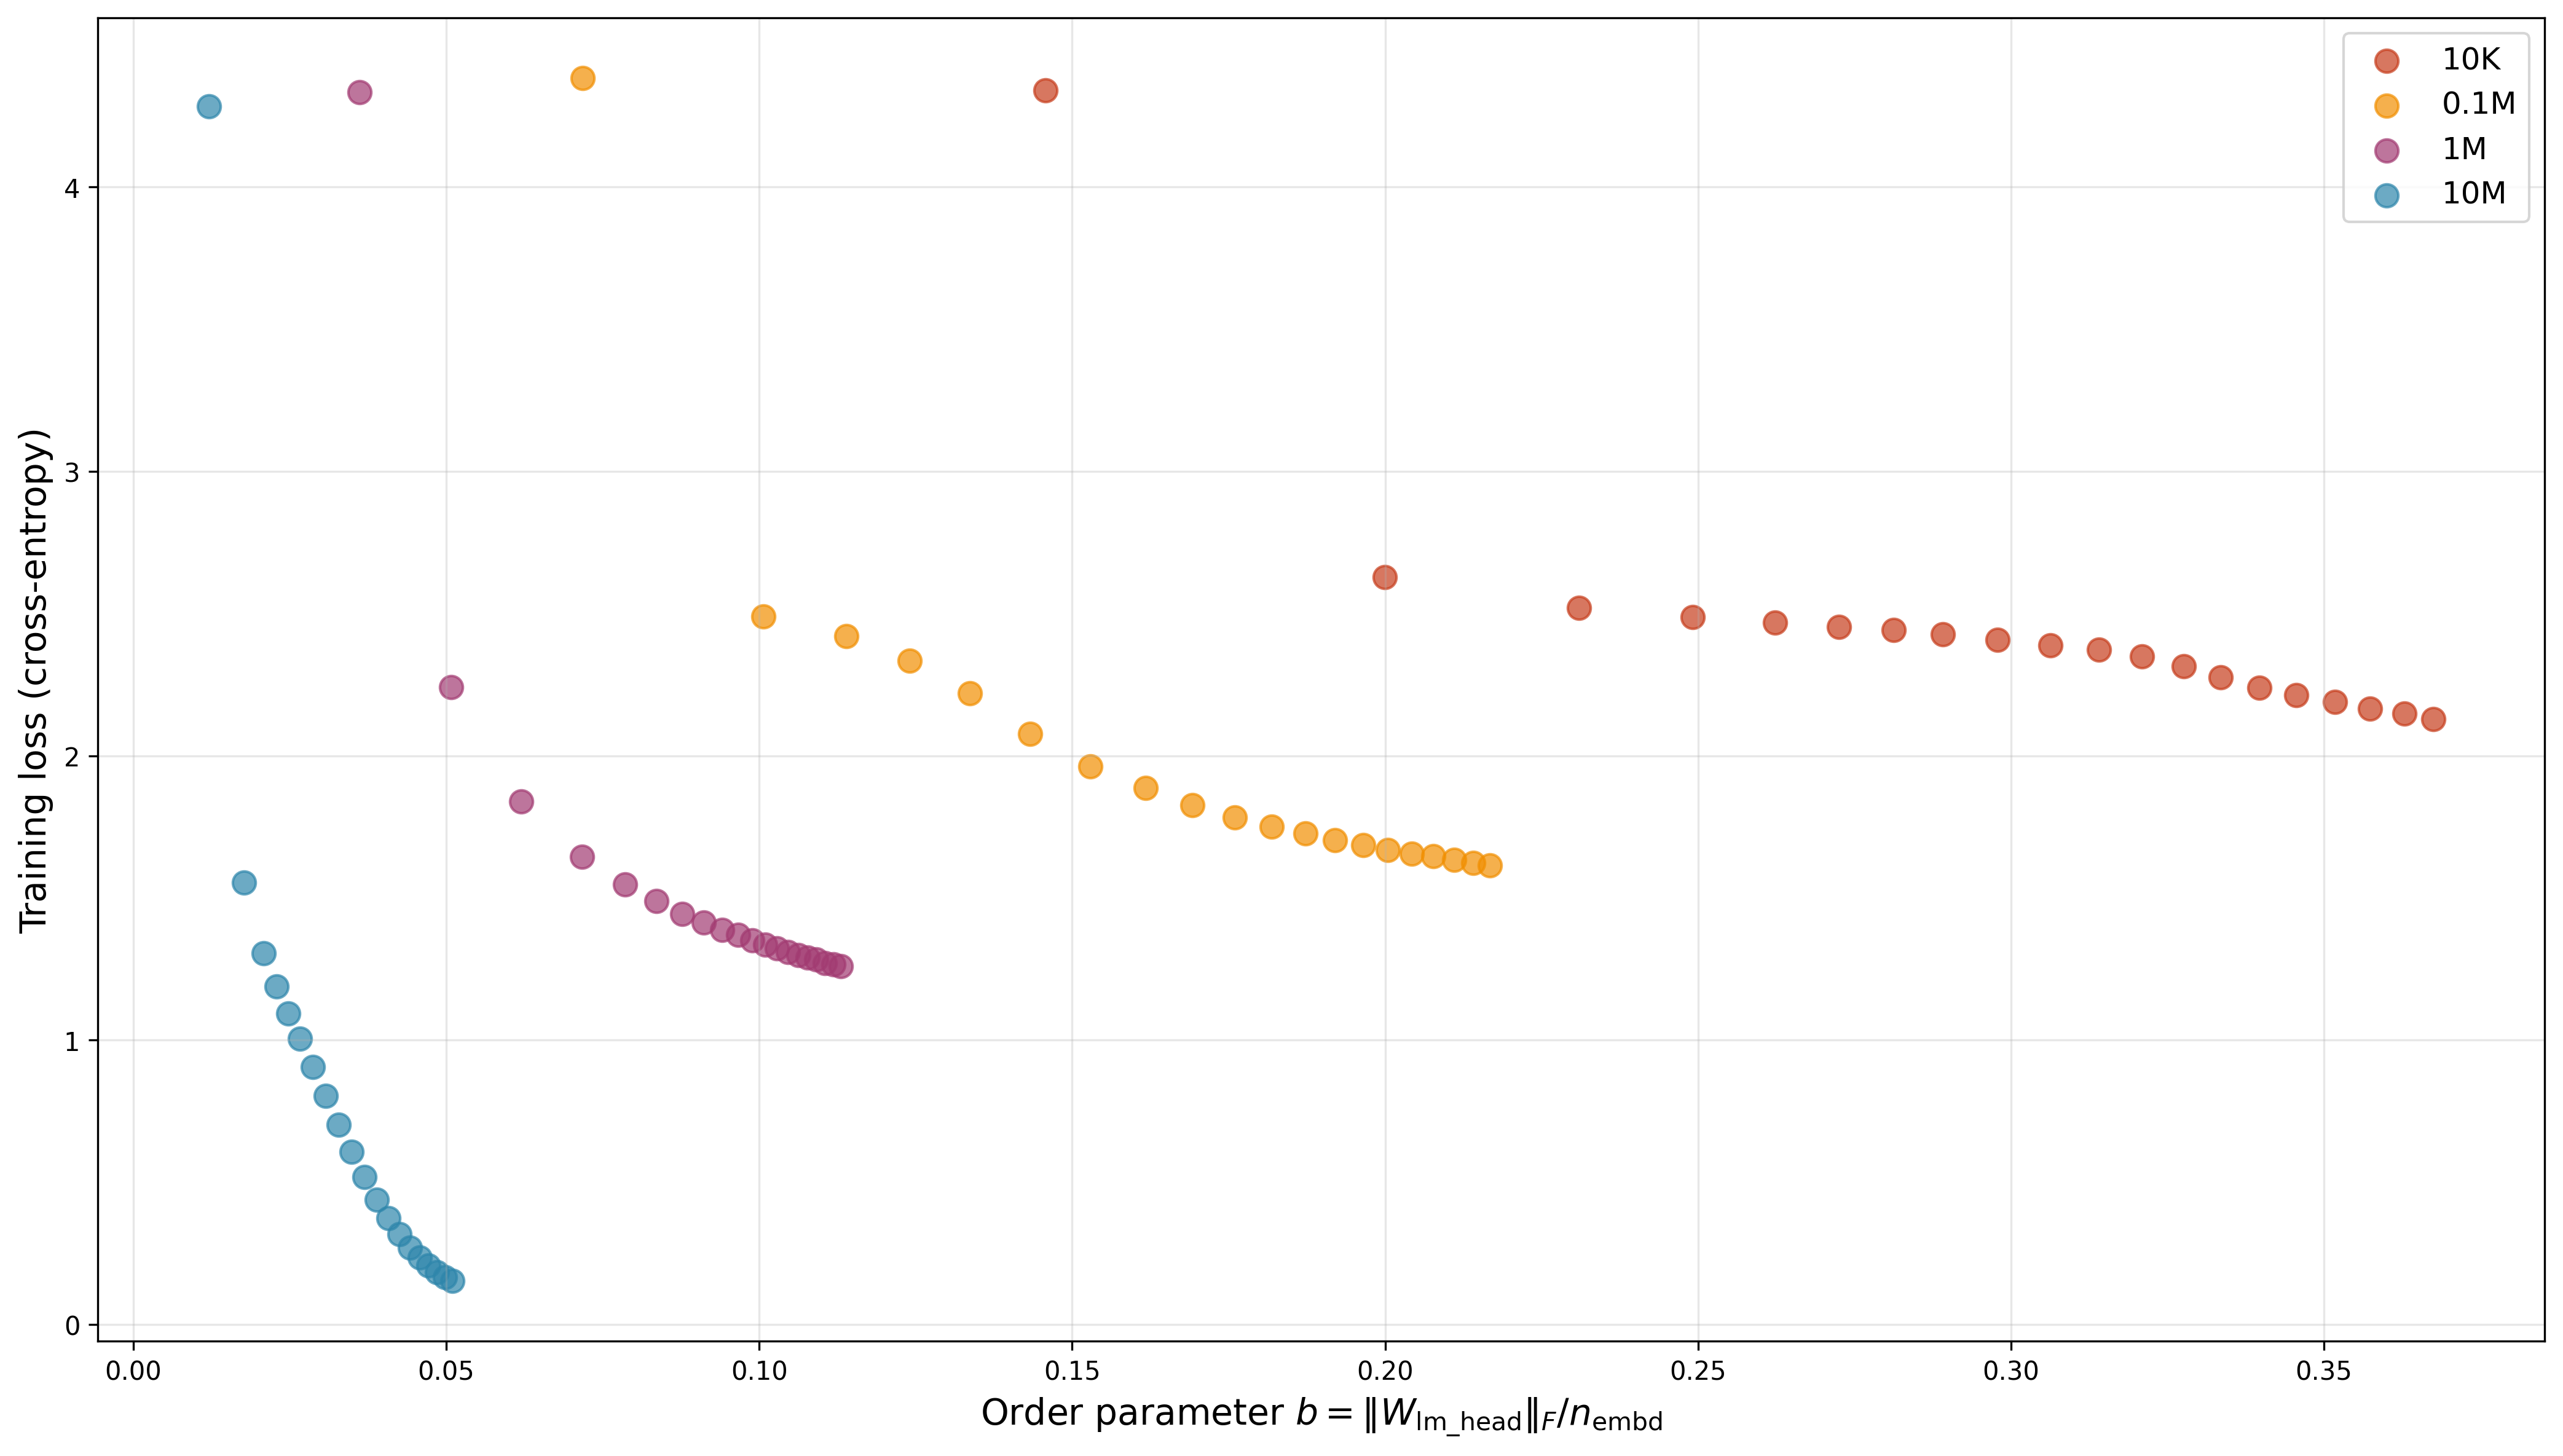 10K
0.1M
1M
10M
Training loss (cross-entropy)
4
3
2
1
0
0.00 0.05 0.10 0.15 0.20 0.25 0.30 0.35
Order parameter b = ‖W_lm_head‖_F/n_embd